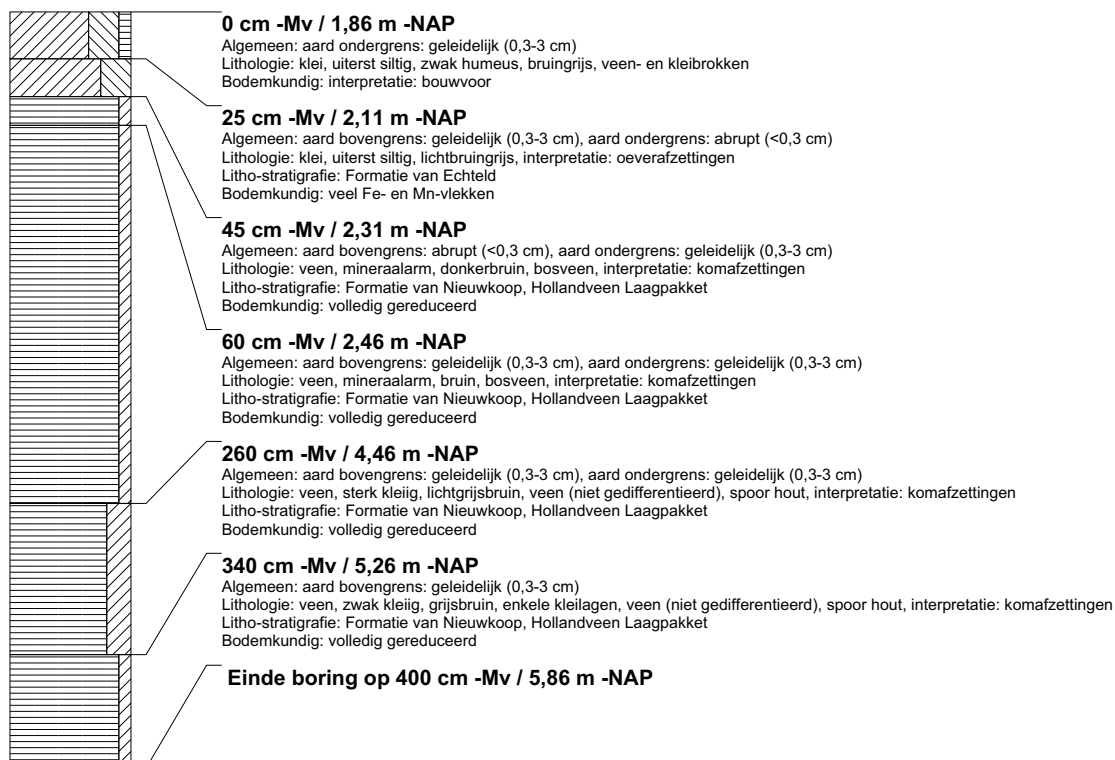 0 cm -Mv / 1,86 m -NAP
Algemeen: aard ondergrens: geleidelijk (0,3-3 cm)
Lithologie: klei, uiterst siltig, zwak humeus, bruingrijs, veen- en kleibrokken
Bodemkundig: interpretatie: bouwvoor
25 cm -Mv / 2,11 m -NAP
Algemeen: aard bovengrens: geleidelijk (0,3-3 cm), aard ondergrens: abrupt (<0,3 cm)
Lithologie: klei, uiterst siltig, lichtbruingrijs, interpretatie: oeverafzettingen
Litho-stratigrafie: Formatie van Echteld
Bodemkundig: veel Fe- en Mn-vlekken
45 cm -Mv / 2,31 m -NAP
Algemeen: aard bovengrens: abrupt (<0,3 cm), aard ondergrens: geleidelijk (0,3-3 cm)
Lithologie: veen, mineraalarm, donkerbruin, bosveen, interpretatie: komafzettingen
Litho-stratigrafie: Formatie van Nieuwkoop, Hollandveen Laagpakket
Bodemkundig: volledig gereduceerd
60 cm -Mv / 2,46 m -NAP
Algemeen: aard bovengrens: geleidelijk (0,3-3 cm), aard ondergrens: geleidelijk (0,3-3 cm)
Lithologie: veen, mineraalarm, bruin, bosveen, interpretatie: komafzettingen
Litho-stratigrafie: Formatie van Nieuwkoop, Hollandveen Laagpakket
Bodemkundig: volledig gereduceerd
260 cm -Mv / 4,46 m -NAP
Algemeen: aard bovengrens: geleidelijk (0,3-3 cm), aard ondergrens: geleidelijk (0,3-3 cm)
Lithologie: veen, sterk kleiig, lichtgrijsbruin, veen (niet gedifferentieerd), spoor hout, interpretatie: komafzettingen
Litho-stratigrafie: Formatie van Nieuwkoop, Hollandveen Laagpakket
Bodemkundig: volledig gereduceerd
340 cm -Mv / 5,26 m -NAP
Algemeen: aard bovengrens: geleidelijk (0,3-3 cm)
Lithologie: veen, zwak kleiig, grijsbruin, enkele kleilagen, veen (niet gedifferentieerd), spoor hout, interpretatie: komafzettingen
Litho-stratigrafie: Formatie van Nieuwkoop, Hollandveen Laagpakket
Bodemkundig: volledig gereduceerd
Einde boring op 400 cm -Mv / 5,86 m -NAP